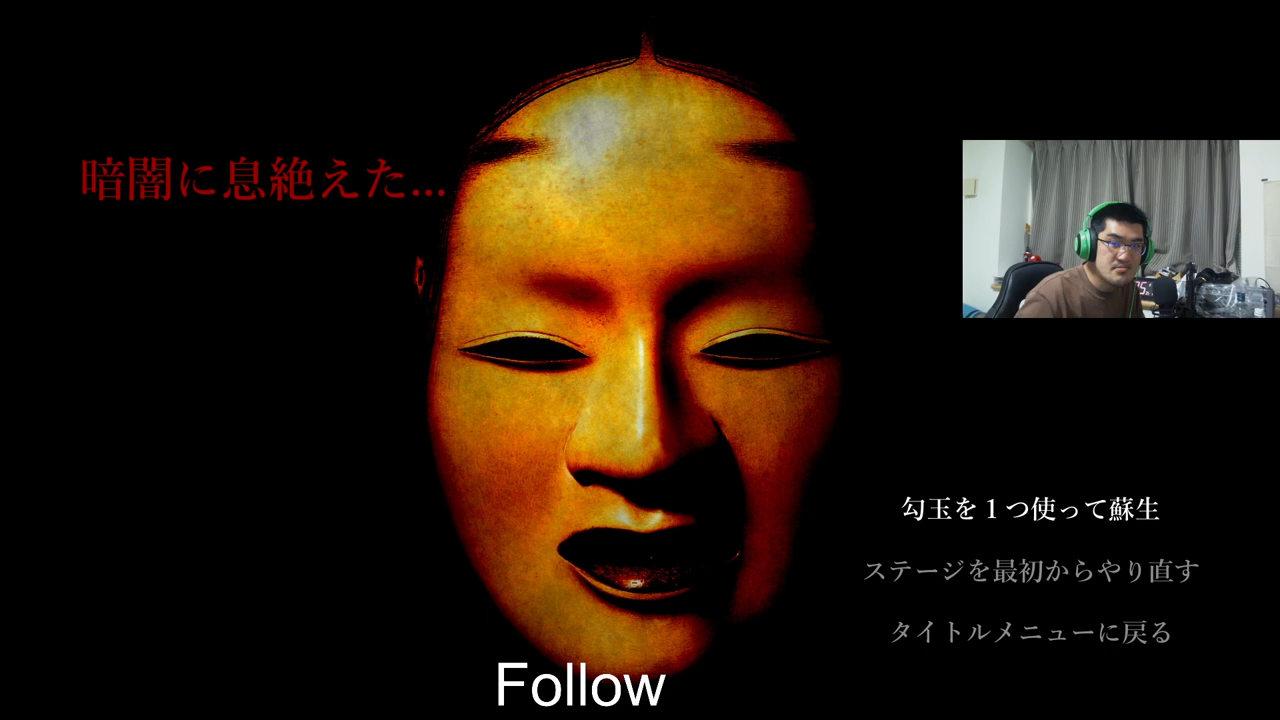 暗闇に息絶えた...
勾玉を1つ使って蘇生
ステージを最初からやり直す
タイトルメニューに戻る
Follow